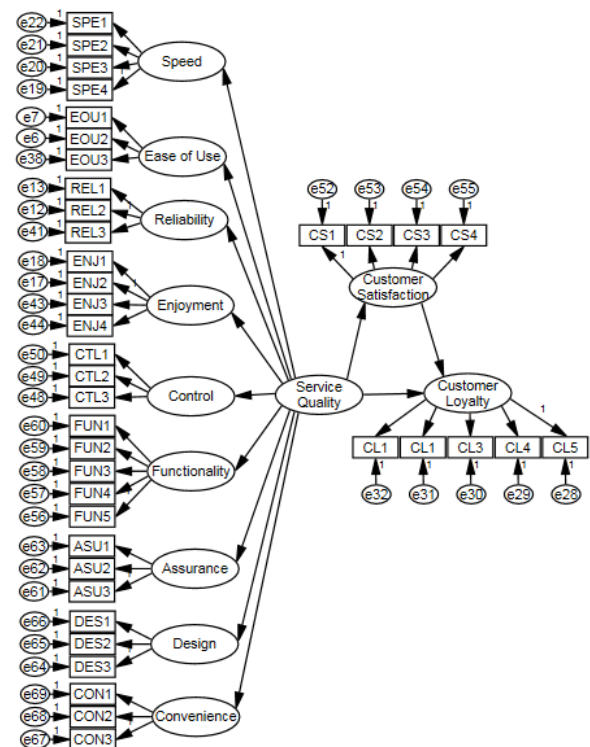 e22 1 SPE1
e21 1 SPE2
e20 1 SPE3
e19 1 SPE4
Speed
e7 1 EOU1
e6 1 EOU2
e38 1 EOU3
Ease of Use
e13 1 REL1
e12 1 REL2
e41 1 REL3
Reliability
e18 1 ENJ1
e17 1 ENJ2
e43 1 ENJ3
e44 1 ENJ4
Enjoyment
e50 1 CTL1
e49 1 CTL2
e48 1 CTL3
Control
e60 1 FUN1
e59 1 FUN2
e58 1 FUN3
e57 1 FUN4
e56 1 FUN5
Functionality
e63 1 ASU1
e62 1 ASU2
e61 1 ASU3
Assurance
e66 1 DES1
e65 1 DES2
e64 1 DES3
Design
e69 1 CON1
e68 1 CON2
e67 1 CON3
Convenience
Service
Quality
e52 e53 e54 e55
1 1 1 1
CS1 CS2 CS3 CS4
1
Customer
Satisfaction
Customer
Loyalty
1
CL1 CL1 CL3 CL4 CL5
1 1 1 1 1
e32 e31 e30 e29 e28